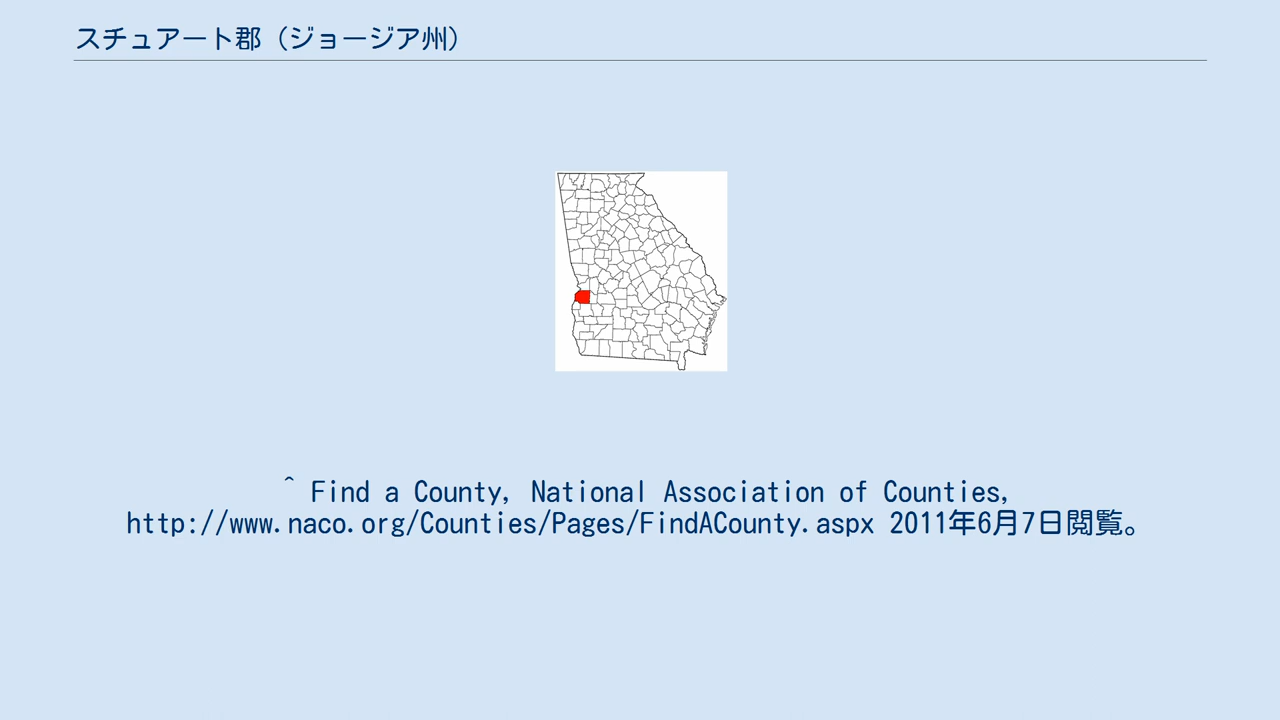 スチュアート郡（ジョージア州）
^ Find a County, National Association of Counties,
http://www.naco.org/Counties/Pages/FindACounty.aspx 2011年6月7日閲覧。